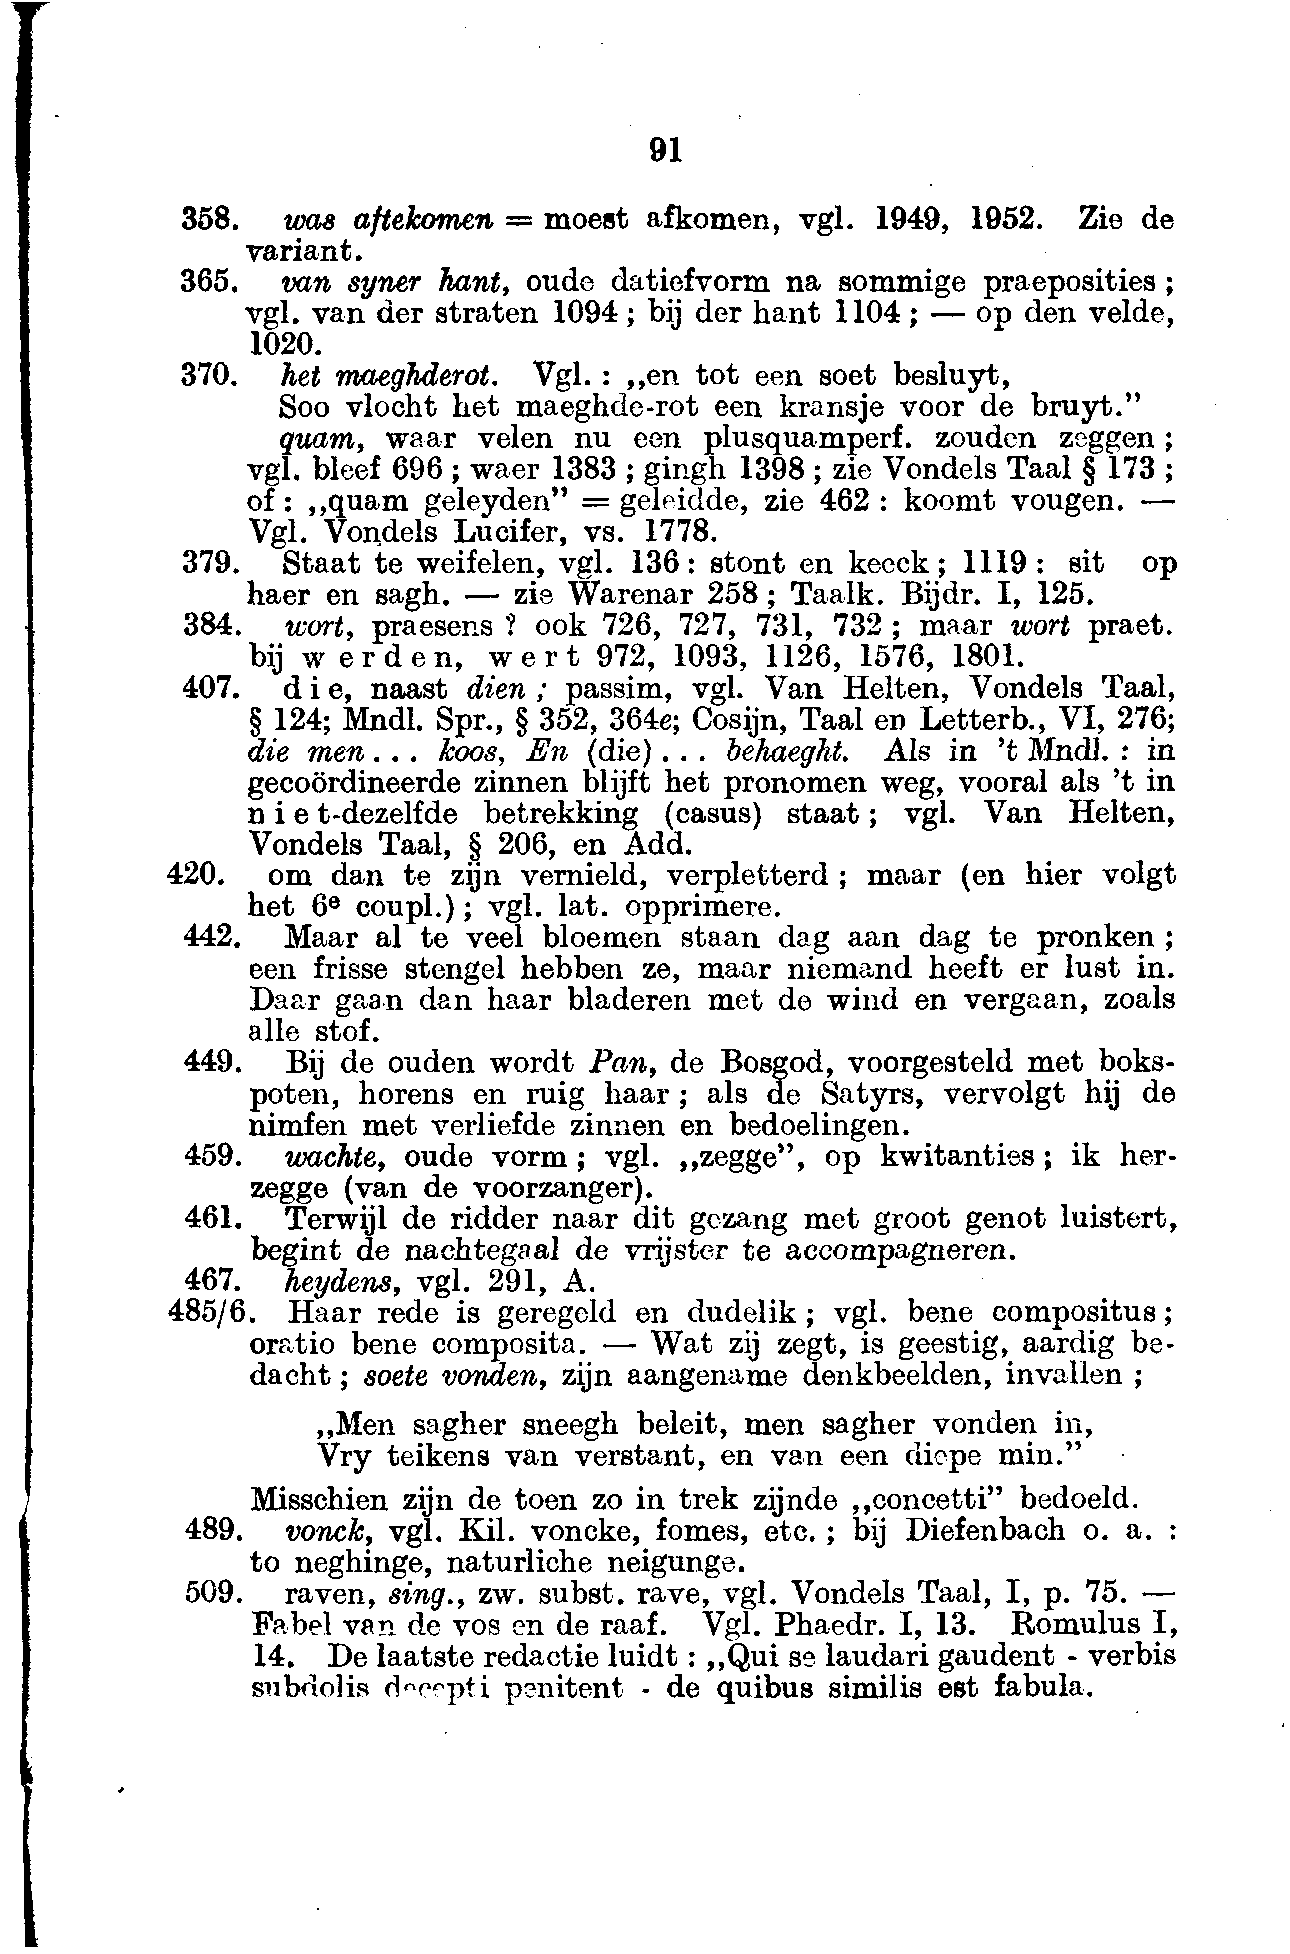 91
358. was aftekomen = moest afkomen, vgl. 1949, 1952. Zie de
variant.
365. van syner hant, oude datiefvorm na sommige praeposities ;
vgl. van der straten 1094 ; bij der hant 1104 ; — op den velde,
1020.
370. het maeghderot. Vgl. : „en tot een soet besluyt,
Soo vlocht het maeghde-rot een kransje voor de bruyt.”
quam, waar velen nu een plusquamperf. zouden zeggen ;
vgl. bleef 696 ; waer 1383 ; gingh 1398 ; zie Vondels Taal § 173 ;
of : „quam geleyden” = geleidde, zie 462 : koomt vougen. —
Vgl. Vondels Lucifer, vs. 1778.
379. Staat te weifelen, vgl. 136 : stont en keeck ; 1119 : sit op
haer en sagh. — zie Warenar 258 ; Taalk. Bijdr. I, 125.
384. wort, praesens ? ook 726, 727, 731, 732 ; maar wort praet.
bij werden, wert 972, 1093, 1126, 1576, 1801.
407. die, naast dien ; passim, vgl. Van Helten, Vondels Taal,
§ 124; Mndl. Spr., § 352, 364e; Cosijn, Taal en Letterb., VI, 276;
die men... koos, En (die)... behaeght. Als in ’t Mndl. : in
gecoördineerde zinnen blijft het pronomen weg, vooral als ’t in
niet-dezelfde betrekking (casus) staat ; vgl. Van Helten,
Vondels Taal, § 206, en Add.
420. om dan te zijn vernield, verpletterd ; maar (en hier volgt
het 6e coupl.) ; vgl. lat. opprimere.
442. Maar al te veel bloemen staan dag aan dag te pronken ;
een frisse stengel hebben ze, maar niemand heeft er lust in.
Daar gaan dan haar bladeren met de wind en vergaan, zoals
alle stof.
449. Bij de ouden wordt Pan, de Bosgod, voorgesteld met boks-
poten, horens en ruig haar ; als de Satyrs, vervolgt hij de
nimfen met verliefde zinnen en bedoelingen.
459. wachte, oude vorm ; vgl. „zegge”, op kwitanties ; ik her-
zegge (van de voorzanger).
461. Terwijl de ridder naar dit gezang met groot genot luistert,
begint de nachtegaal de vrijster te accompagneren.
467. heydens, vgl. 291, A.
485/6. Haar rede is geregeld en dudelik ; vgl. bene compositus ;
oratio bene composita. — Wat zij zegt, is geestig, aardig be-
dacht ; soete vonden, zijn aangename denkbeelden, invallen ;
„Men sagher sneegh beleit, men sagher vonden in,
Vry teikens van verstant, en van een diepe min.”
Misschien zijn de toen zo in trek zijnde „concetti” bedoeld.
489. vonck, vgl. Kil. voncke, fomes, etc. ; bij Diefenbach o. a. :
to neghinge, naturliche neigunge.
509. raven, sing., zw. subst. rave, vgl. Vondels Taal, I, p. 75. —
Fabel van de vos en de raaf. Vgl. Phaedr. I, 13. Romulus I,
14. De laatste redactie luidt : „Qui se laudari gaudent - verbis
subdolis decepti penitent - de quibus similis est fabula.